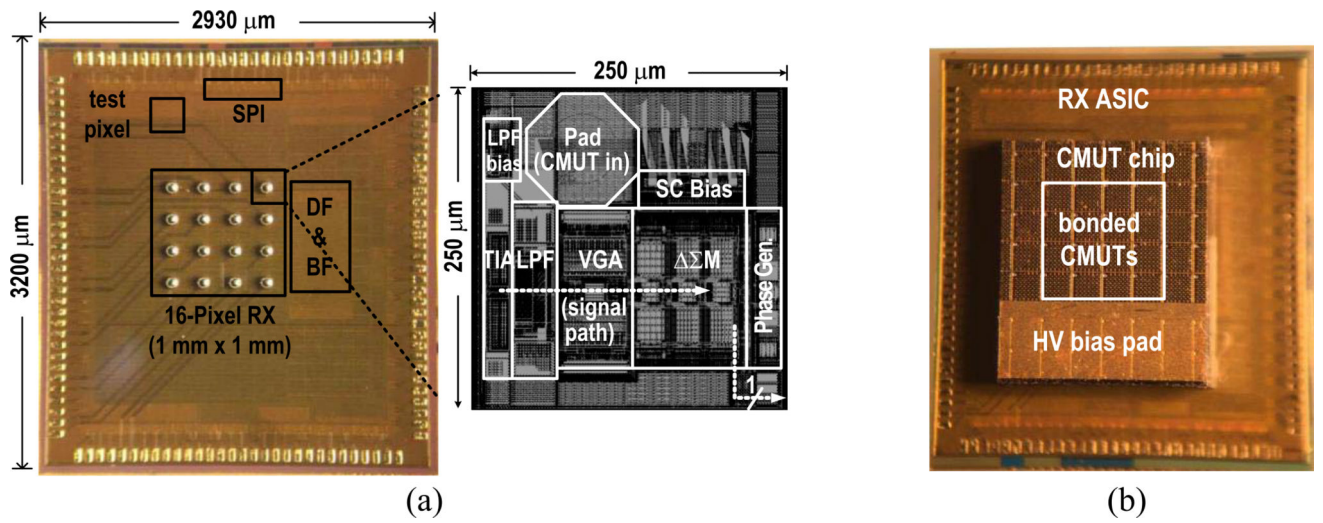 2930 μm
3200 μm
test
pixel
SPI
DF
&
BF
16-Pixel RX
(1 mm x 1 mm)
250 μm
250 μm
LPF
bias
Pad
(CMUT in)
SC Bias
TIA
LPF
VGA
ΔΣM
Phase Gen.
(signal
path)
1
(a)
RX ASIC
CMUT chip
bonded
CMUTs
HV bias pad
(b)